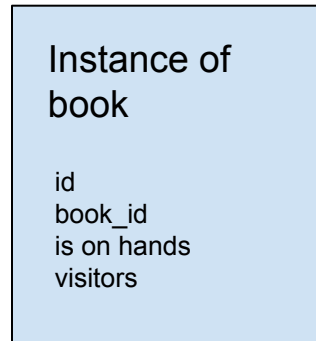 Instance of
book
id
book_id
is on hands
visitors